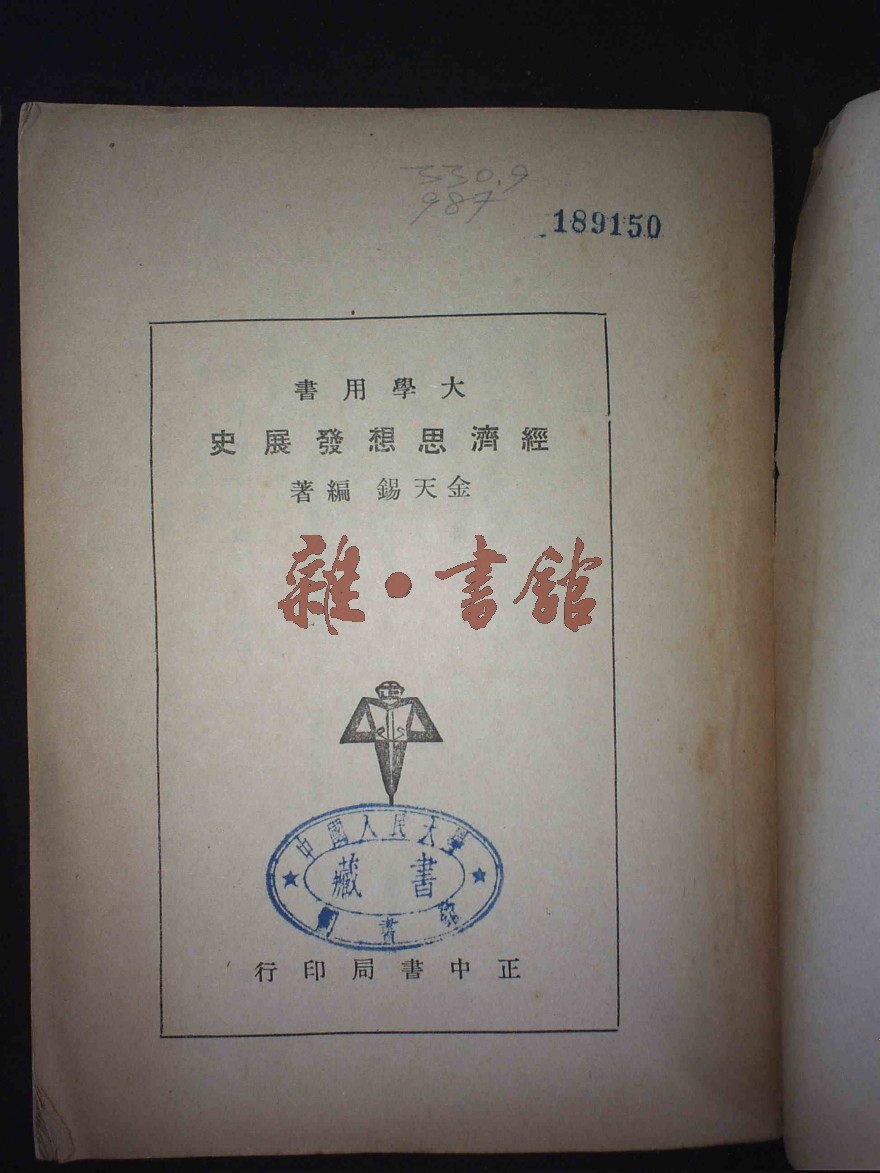 330.9
987
189150
大學用書
經濟思想發展史
金天錫 編著
雜·書館
正
中國人民大學
藏書
圖書館
正中書局印行